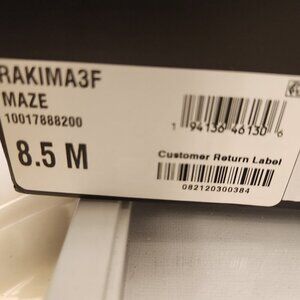 RAKIMA3F
MAZE
10017888200
8.5 M
1 94136 46130 6
Customer Return Label
082120300384